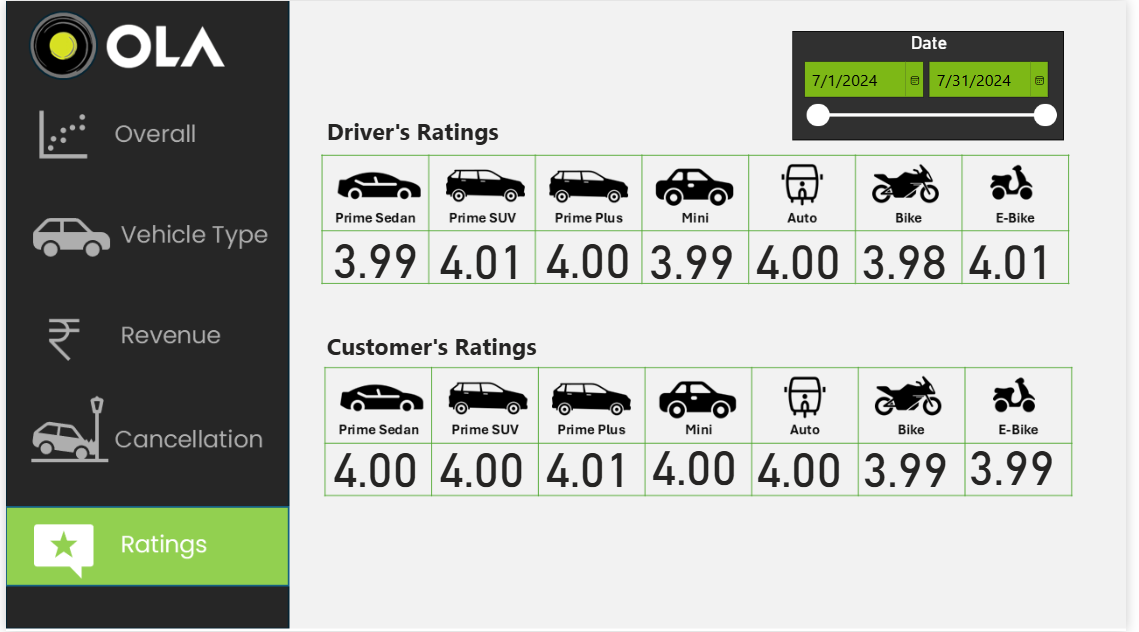 OLA
Overall
Vehicle Type
Revenue
Cancellation
Ratings
Date
7/1/2024 7/31/2024
Driver's Ratings
Prime Sedan Prime SUV Prime Plus Mini Auto Bike E-Bike
3.99 4.01 4.00 3.99 4.00 3.98 4.01
Customer's Ratings
Prime Sedan Prime SUV Prime Plus Mini Auto Bike E-Bike
4.00 4.00 4.01 4.00 4.00 3.99 3.99